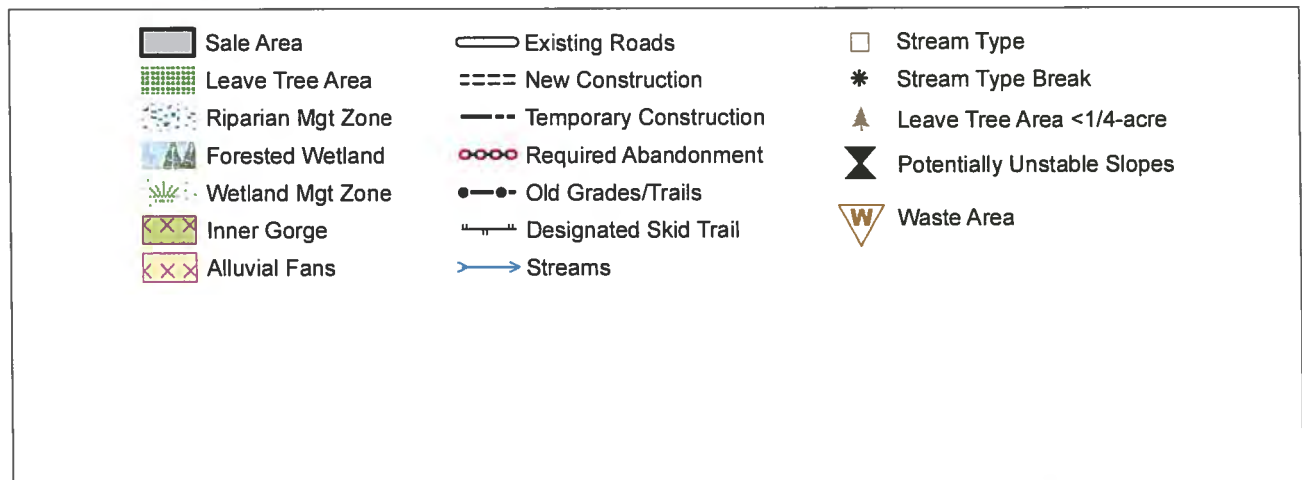 Sale Area
Leave Tree Area
Riparian Mgt Zone
Forested Wetland
Wetland Mgt Zone
Inner Gorge
Alluvial Fans
Existing Roads
New Construction
Temporary Construction
Required Abandonment
Old Grades/Trails
Designated Skid Trail
Streams
Stream Type
Stream Type Break
Leave Tree Area <1/4-acre
Potentially Unstable Slopes
W Waste Area